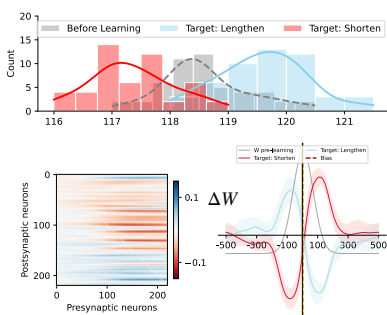 20
15
10
5
0
Count
Before Learning
Target: Lengthen
Target: Shorten
116
117
118
119
120
121
0
100
200
Postsynaptic neurons
0
100
200
Presynaptic neurons
0.1
−0.1
ΔW
W pre-learning
Target: Lengthen
Target: Shorten
Bias
-500
-300
-100
100
300
500